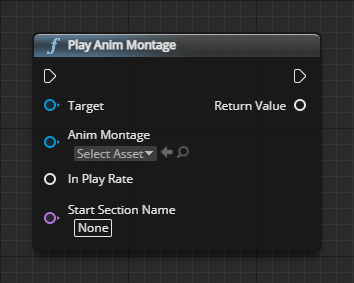 Play Anim Montage
Target Return Value
Anim Montage
Select Asset
In Play Rate
Start Section Name
None